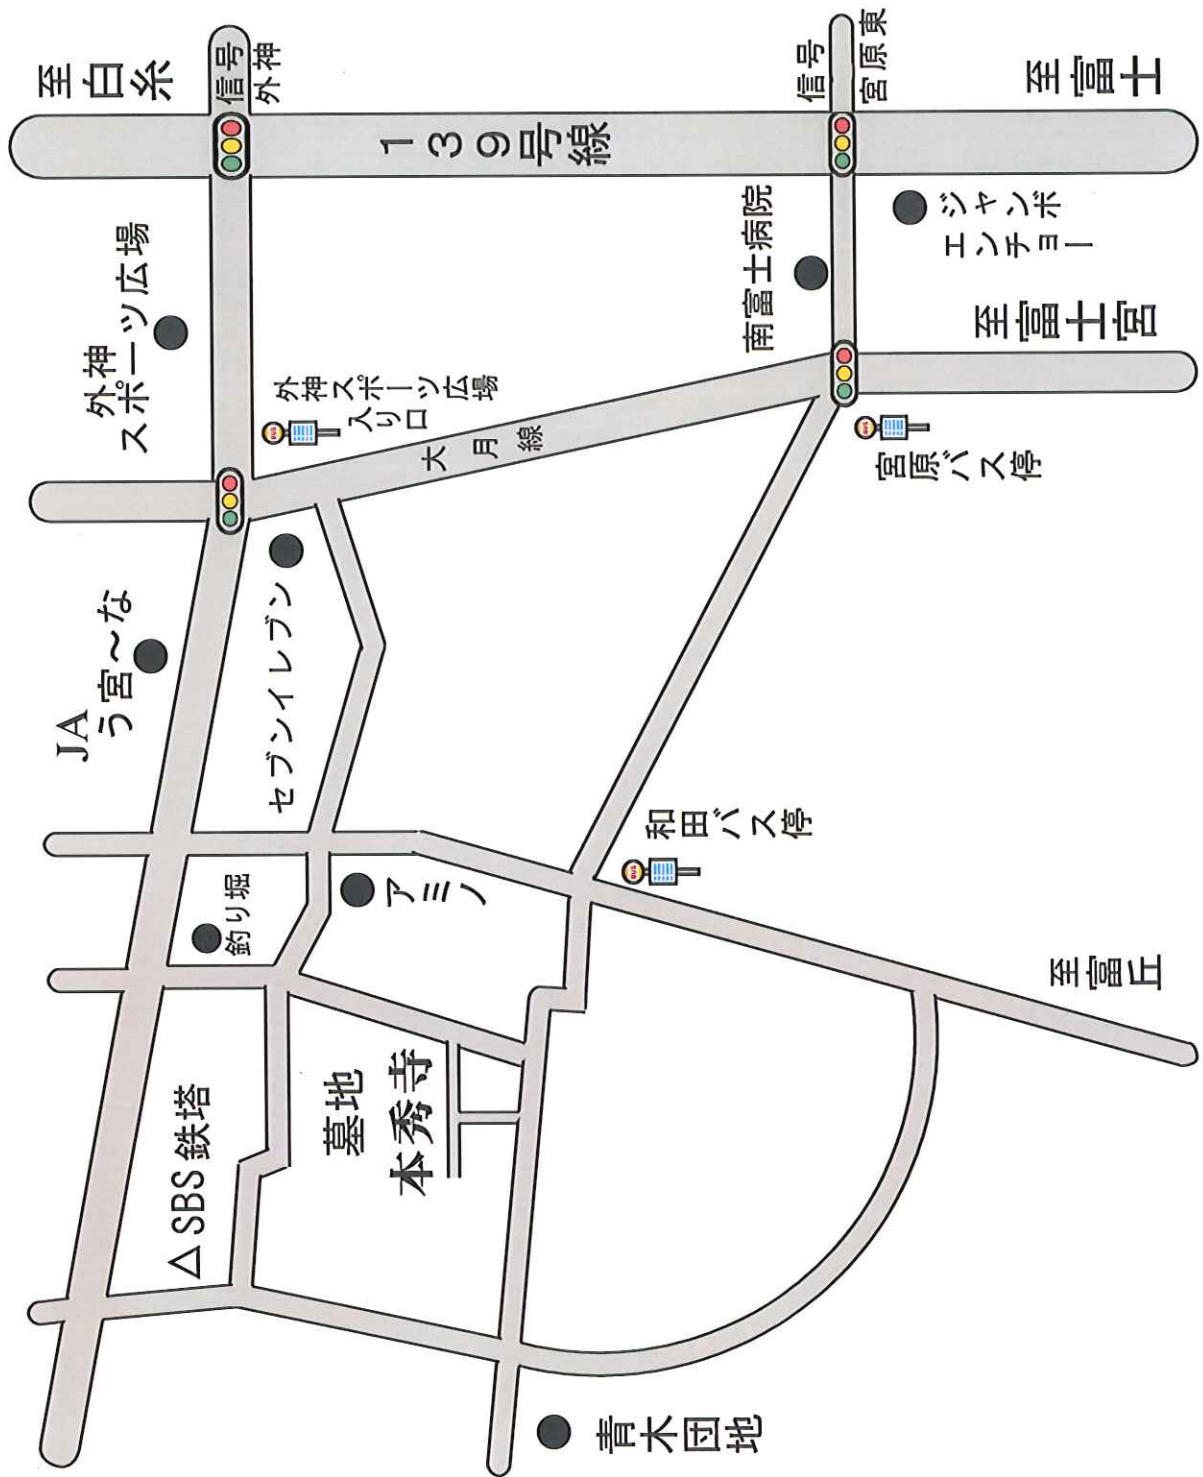 至白糸
信号
外神
139号線
信号
宮原東
至富士
外神
スポーツ広場
外神スポーツ広場
入り口
南富士病院
ジャンボ
エンチョー
至富士宮
大月線
宮原バス停
JA
う宮~な
セブンイレブン
和田バス停
釣り堀
アミノ
至富丘
△SBS鉄塔
墓地
本秀寺
青木団地
BUS
BUS
BUS